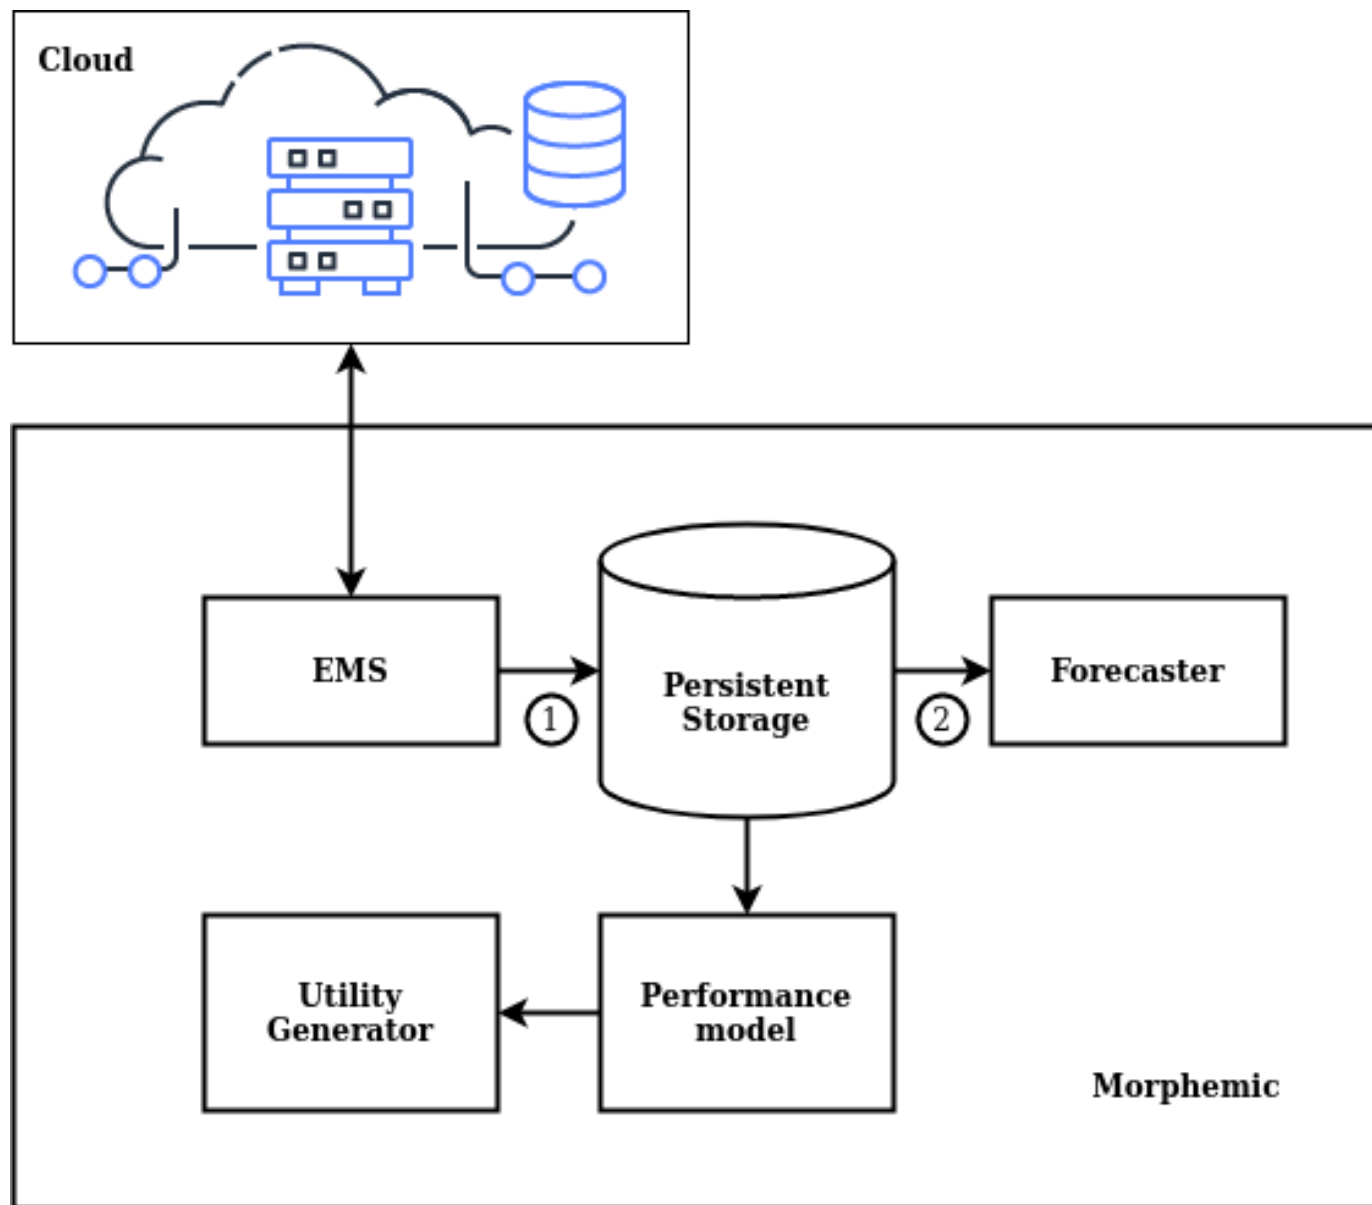 Cloud
EMS
1
Persistent
Storage
2
Forecaster
Utility
Generator
Performance
model
Morphemic